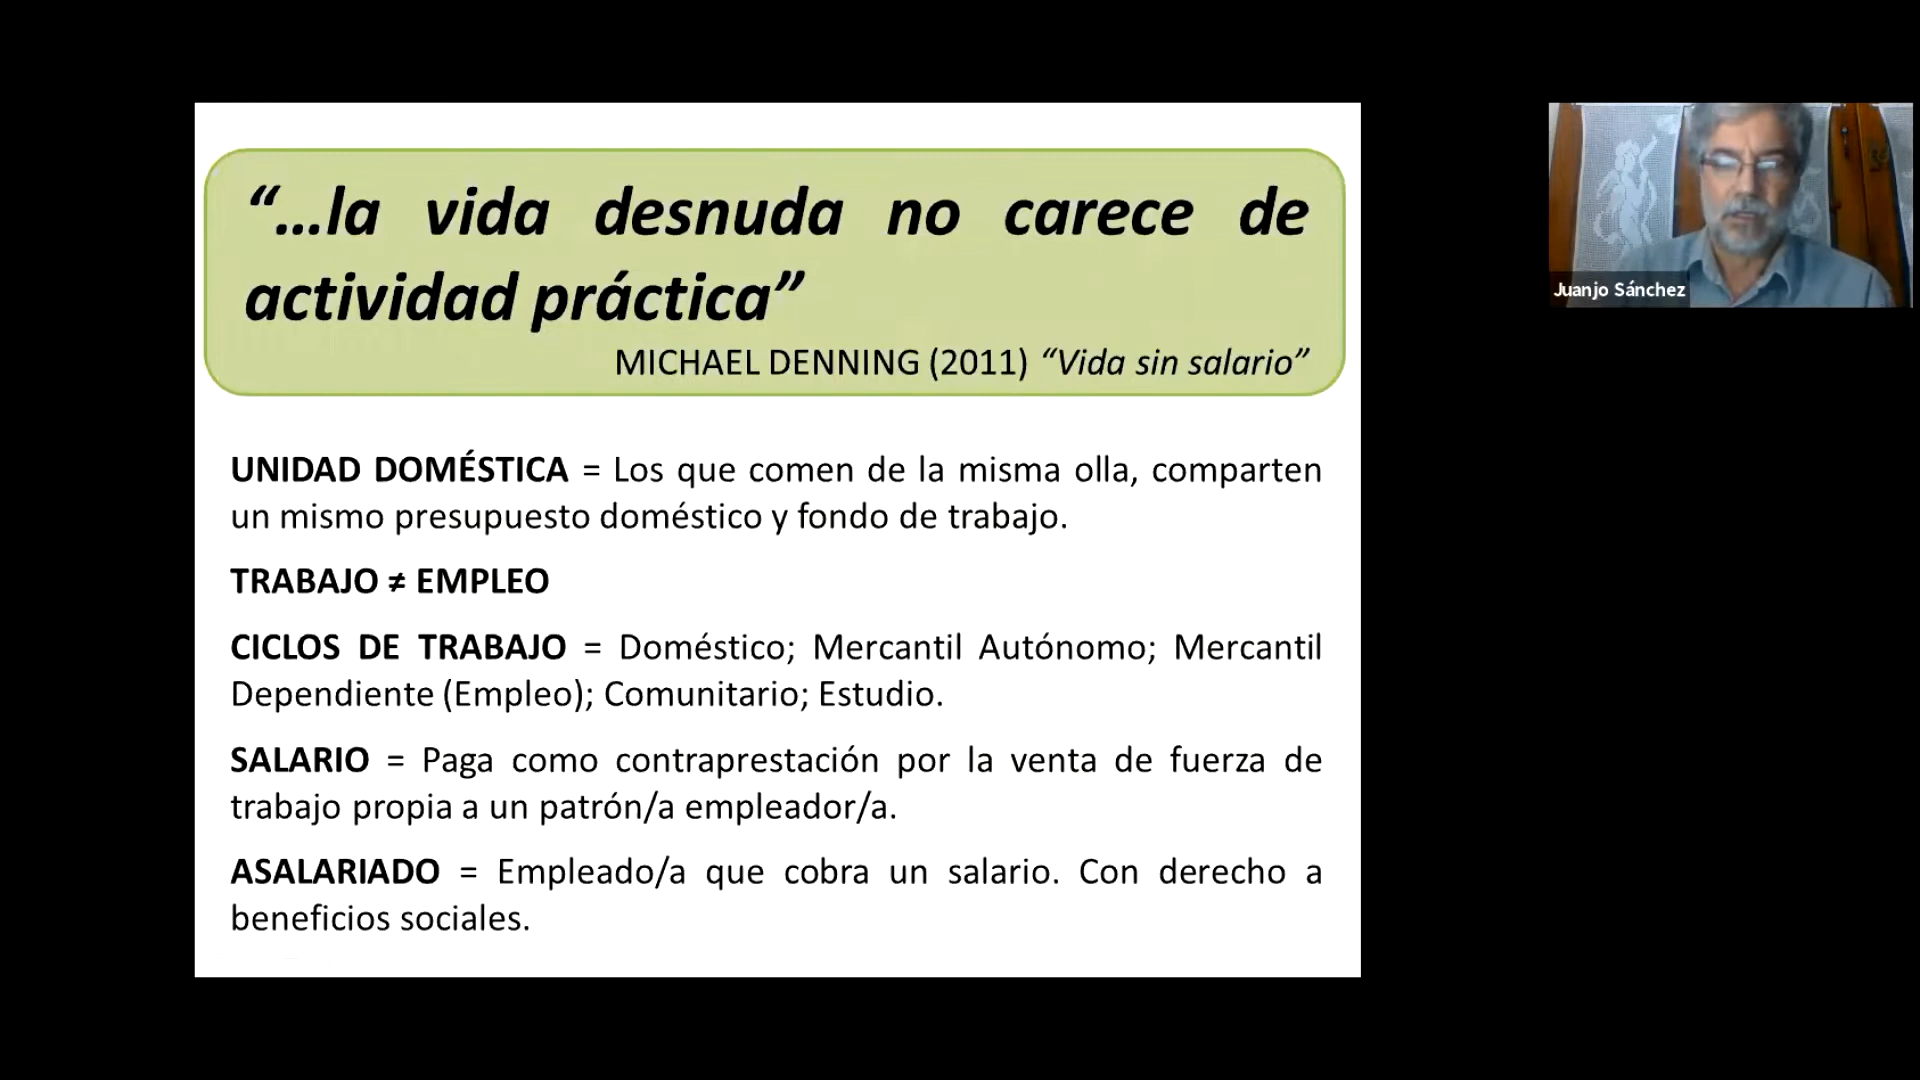 “...la vida desnuda no carece de
actividad práctica”
MICHAEL DENNING (2011) “Vida sin salario”
UNIDAD DOMÉSTICA = Los que comen de la misma olla, comparten
un mismo presupuesto doméstico y fondo de trabajo.
TRABAJO ≠ EMPLEO
CICLOS DE TRABAJO = Doméstico; Mercantil Autónomo; Mercantil
Dependiente (Empleo); Comunitario; Estudio.
SALARIO = Paga como contraprestación por la venta de fuerza de
trabajo propia a un patrón/a empleador/a.
ASALARIADO = Empleado/a que cobra un salario. Con derecho a
beneficios sociales.
Juanjo Sánchez